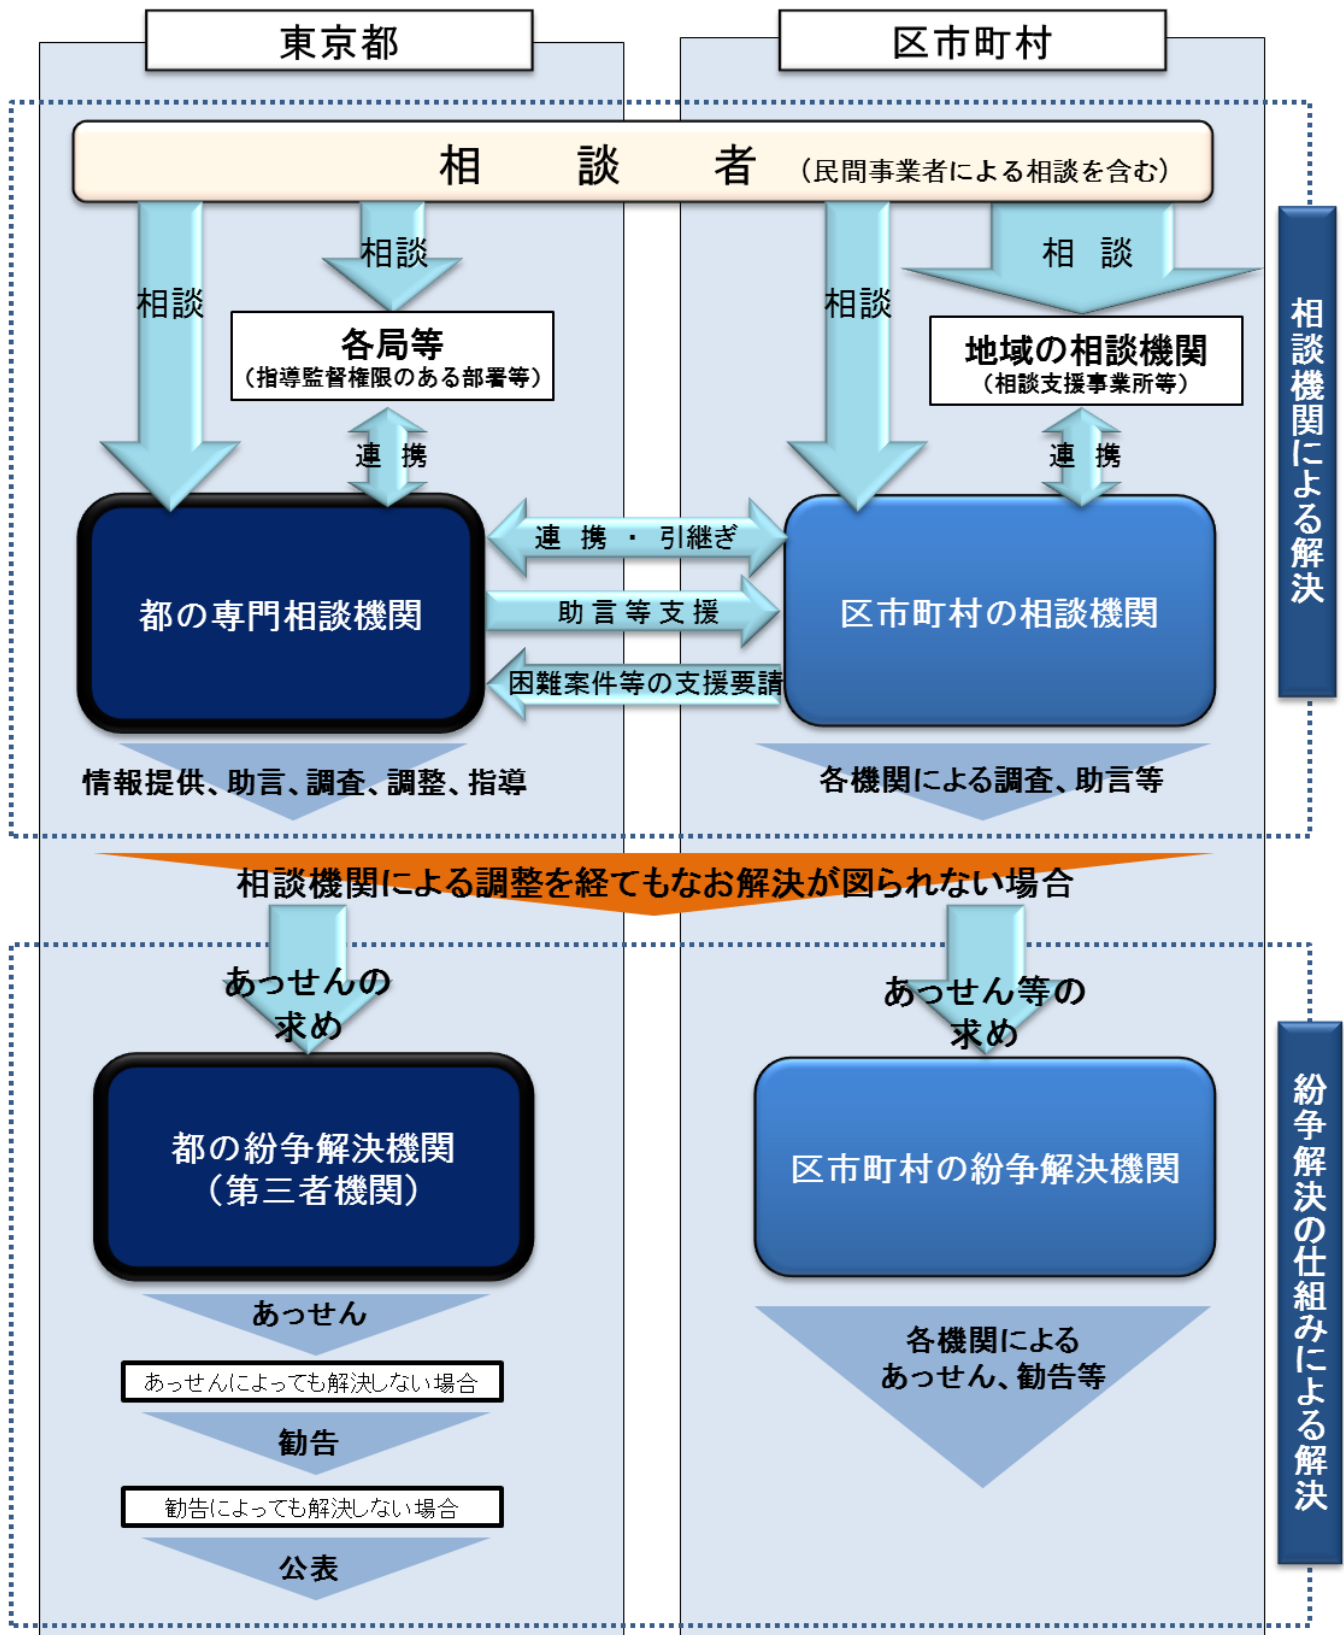 東京都
区市町村
相談者（民間事業者による相談を含む）
相談
相談
相談
相談
各局等
（指導監督権限のある部署等）
地域の相談機関
（相談支援事業所等）
連携
連携
都の専門相談機関
連携・引継ぎ
助言等支援
困難案件等の支援要請
区市町村の相談機関
情報提供、助言、調査、調整、指導
各機関による調査、助言等
相談機関による解決
相談機関による調整を経てもなお解決が図られない場合
あっせんの
求め
あっせん等の
求め
都の紛争解決機関
（第三者機関）
区市町村の紛争解決機関
あっせん
あっせんによっても解決しない場合
勧告
勧告によっても解決しない場合
公表
各機関による
あっせん、勧告等
紛争解決の仕組みによる解決